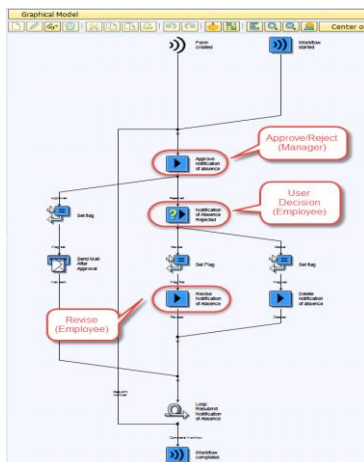 Graphical Model
Center o
Form
created
Workflow
started
Approve
Notification
of absence
Approve/Reject
(Manager)
User
Decision
(Employee)
Set flag
Notification
of Absence
Rejected
Send Mail
After
Approval
Set Flag
Set flag
Revise
Notification
of Absence
Delete
notification
of absence
Revise
(Employee)
Loop:
Resubmit
Notification
of Absence
Workflow
completed